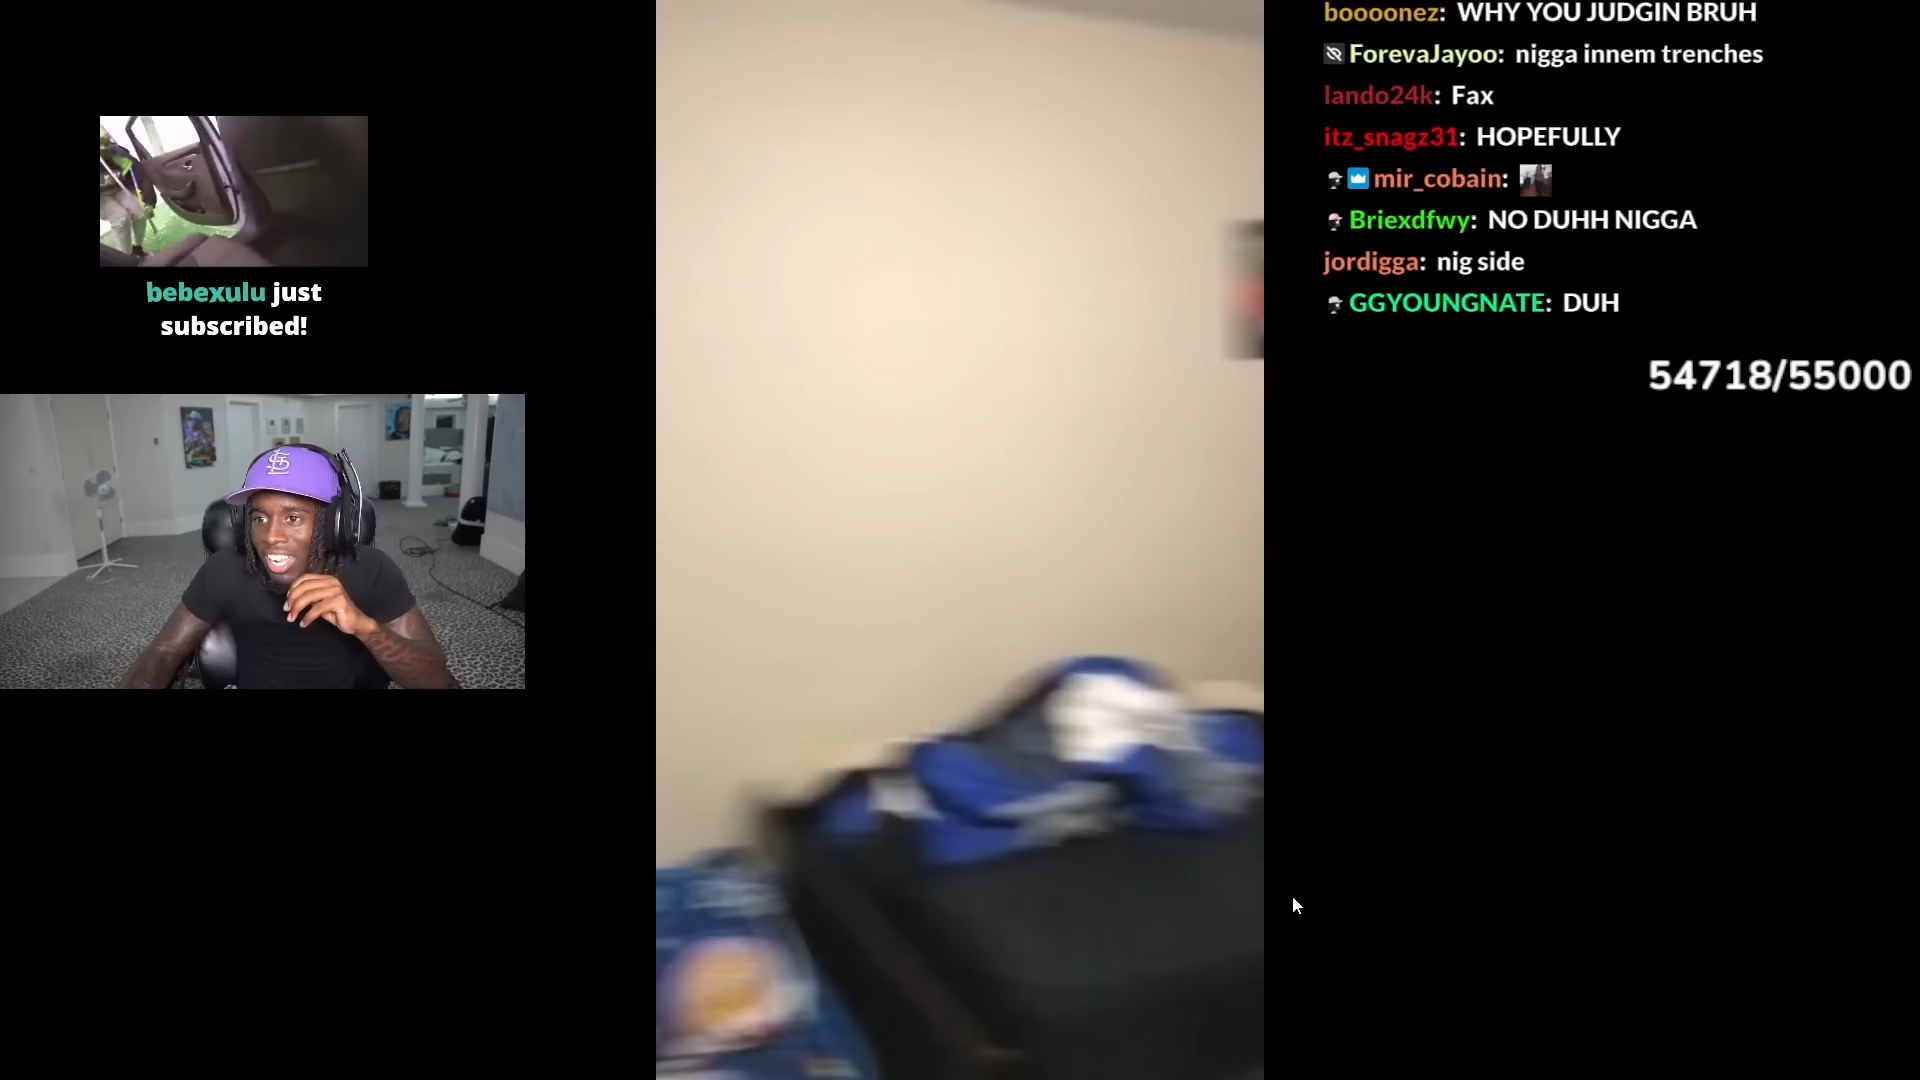 boooonez: WHY YOU JUDGIN BRUH
ForevaJayoo: nigga innem trenches
lando24k: Fax
itz_snagz31: HOPEFULLY
mir_cobain:
Briexdfwy: NO DUHH NIGGA
jordigga: nig side
GGYOUNGNATE: DUH
54718/55000
bebexulu just
subscribed!